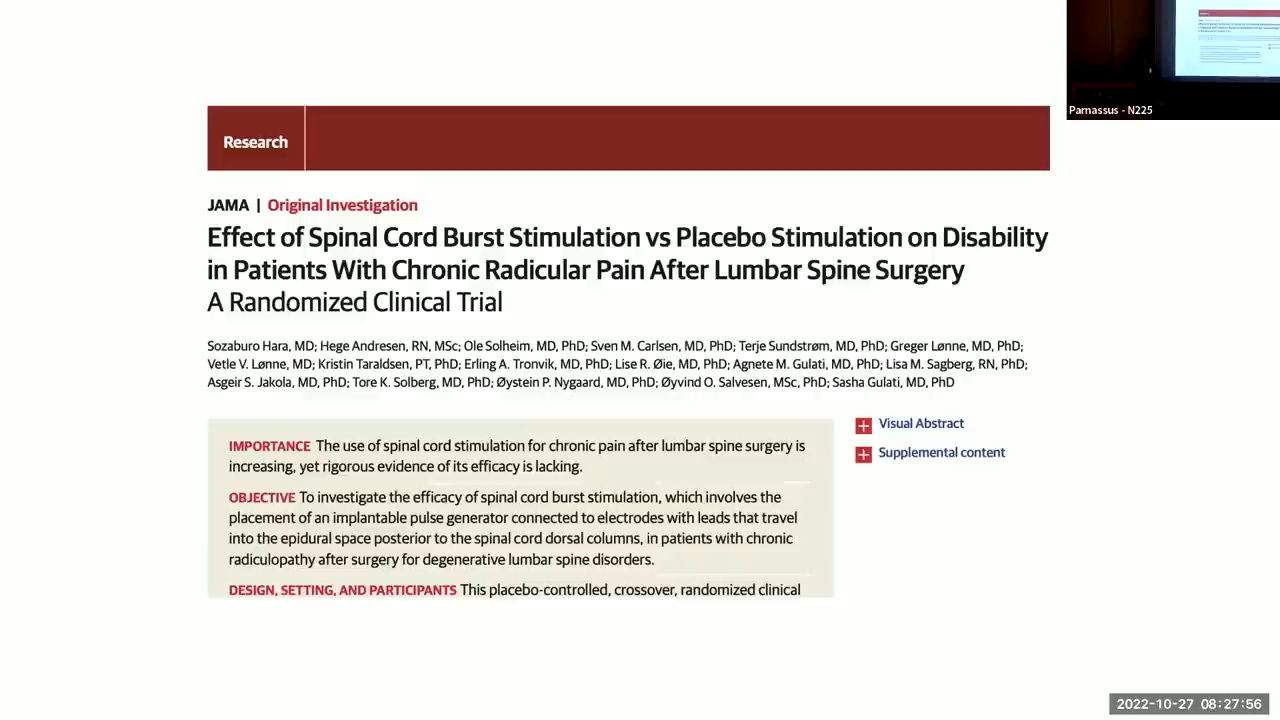 Research
JAMA | Original Investigation
Effect of Spinal Cord Burst Stimulation vs Placebo Stimulation on Disability
in Patients With Chronic Radicular Pain After Lumbar Spine Surgery
A Randomized Clinical Trial
Sozaburo Hara, MD; Hege Andresen, RN, MSc; Ole Solheim, MD, PhD; Sven M. Carlsen, MD, PhD; Terje Sundstrøm, MD, PhD; Greger Lønne, MD, PhD;
Vetle V. Lønne, MD; Kristin Taraldsen, PT, PhD; Erling A. Tronvik, MD, PhD; Lise R. Øie, MD, PhD; Agnete M. Gulati, MD, PhD; Lisa M. Sagberg, RN, PhD;
Asgeir S. Jakola, MD, PhD; Tore K. Solberg, MD, PhD; Øystein P. Nygaard, MD, PhD; Øyvind O. Salvesen, MSc, PhD; Sasha Gulati, MD, PhD
IMPORTANCE The use of spinal cord stimulation for chronic pain after lumbar spine surgery is
increasing, yet rigorous evidence of its efficacy is lacking.
OBJECTIVE To investigate the efficacy of spinal cord burst stimulation, which involves the
placement of an implantable pulse generator connected to electrodes with leads that travel
into the epidural space posterior to the spinal cord dorsal columns, in patients with chronic
radiculopathy after surgery for degenerative lumbar spine disorders.
DESIGN, SETTING, AND PARTICIPANTS This placebo-controlled, crossover, randomized clinical
Visual Abstract
Supplemental content
Parnassus - N225
2022-10-27 08:27:56